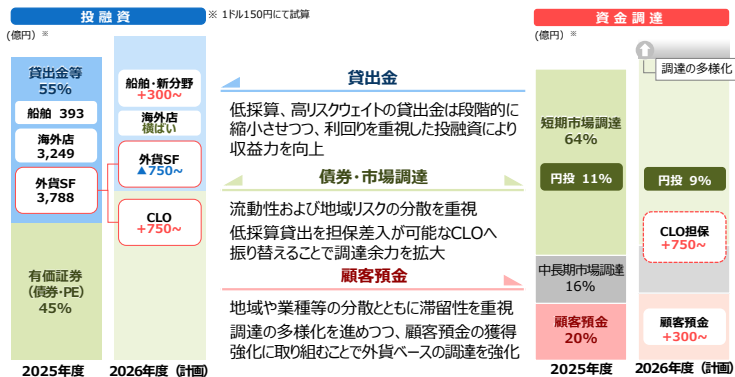 投融資
※ 1ドル150円にて試算
(億円) ※
貸出金等
55%
船舶 393
海外店
3,249
外貨SF
3,788
有価証券
(債券・PE)
45%
2025年度
船舶・新分野
+300~
海外店
横ばい
外貨SF
▲750~
CLO
+750~
2026年度 (計画)
貸出金
低採算、高リスクウェイトの貸出金は段階的に
縮小させつつ、利回りを重視した投融資により
収益力を向上
債券・市場調達
流動性および地域リスクの分散を重視
低採算貸出を担保差入が可能なCLOへ
振り替えることで調達余力を拡大
顧客預金
地域や業種等の分散とともに滞留性を重視
調達の多様化を進めつつ、顧客預金の獲得
強化に取り組むことで外貨ベースの調達を強化
資金調達
(億円) ※
調達の多様化
短期市場調達
64%
円投 11%
中長期市場調達
16%
顧客預金
20%
2025年度
円投 9%
CLO担保
+750~
顧客預金
+300~
2026年度 (計画)